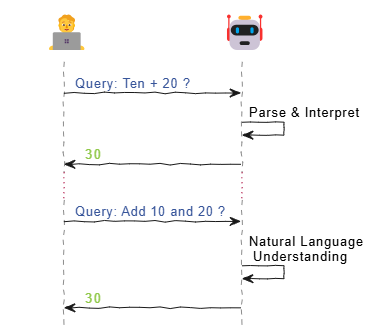 Query: Ten + 20 ?
Parse & Interpret
30
Query: Add 10 and 20 ?
Natural Language
Understanding
30